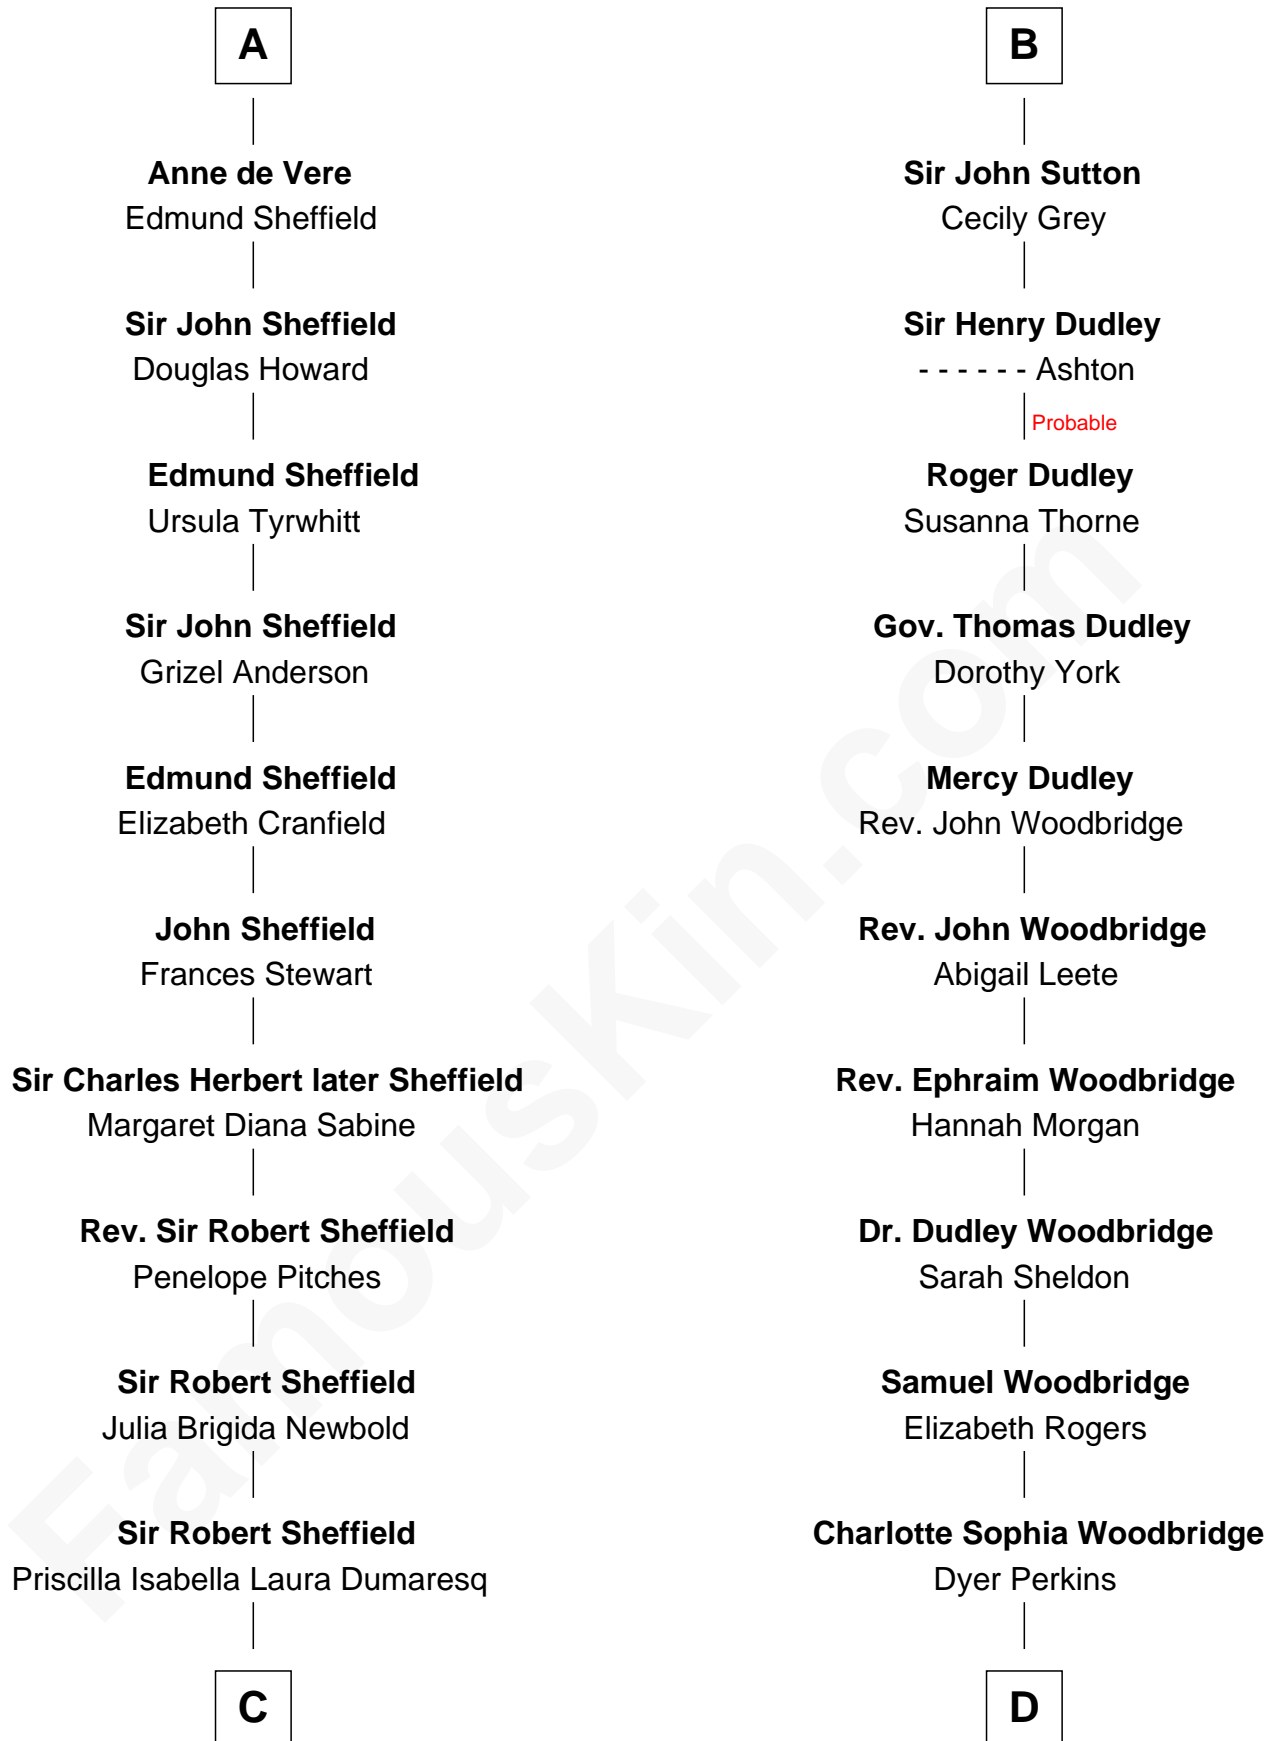 A
Anne de Vere
Edmund Sheffield
Sir John Sheffield
Douglas Howard
Edmund Sheffield
Ursula Tyrwhitt
Sir John Sheffield
Grizel Anderson
Edmund Sheffield
Elizabeth Cranfield
John Sheffield
Frances Stewart
Sir Charles Herbert later Sheffield
Margaret Diana Sabine
Rev. Sir Robert Sheffield
Penelope Pitches
Sir Robert Sheffield
Julia Brigida Newbold
Sir Robert Sheffield
Priscilla Isabella Laura Dumaresq
C
B
Sir John Sutton
Cecily Grey
Sir Henry Dudley
- - - - - - Ashton
Probable
Roger Dudley
Susanna Thorne
Gov. Thomas Dudley
Dorothy York
Mercy Dudley
Rev. John Woodbridge
Rev. John Woodbridge
Abigail Leete
Rev. Ephraim Woodbridge
Hannah Morgan
Dr. Dudley Woodbridge
Sarah Sheldon
Samuel Woodbridge
Elizabeth Rogers
Charlotte Sophia Woodbridge
Dyer Perkins
D
FamousKin.com